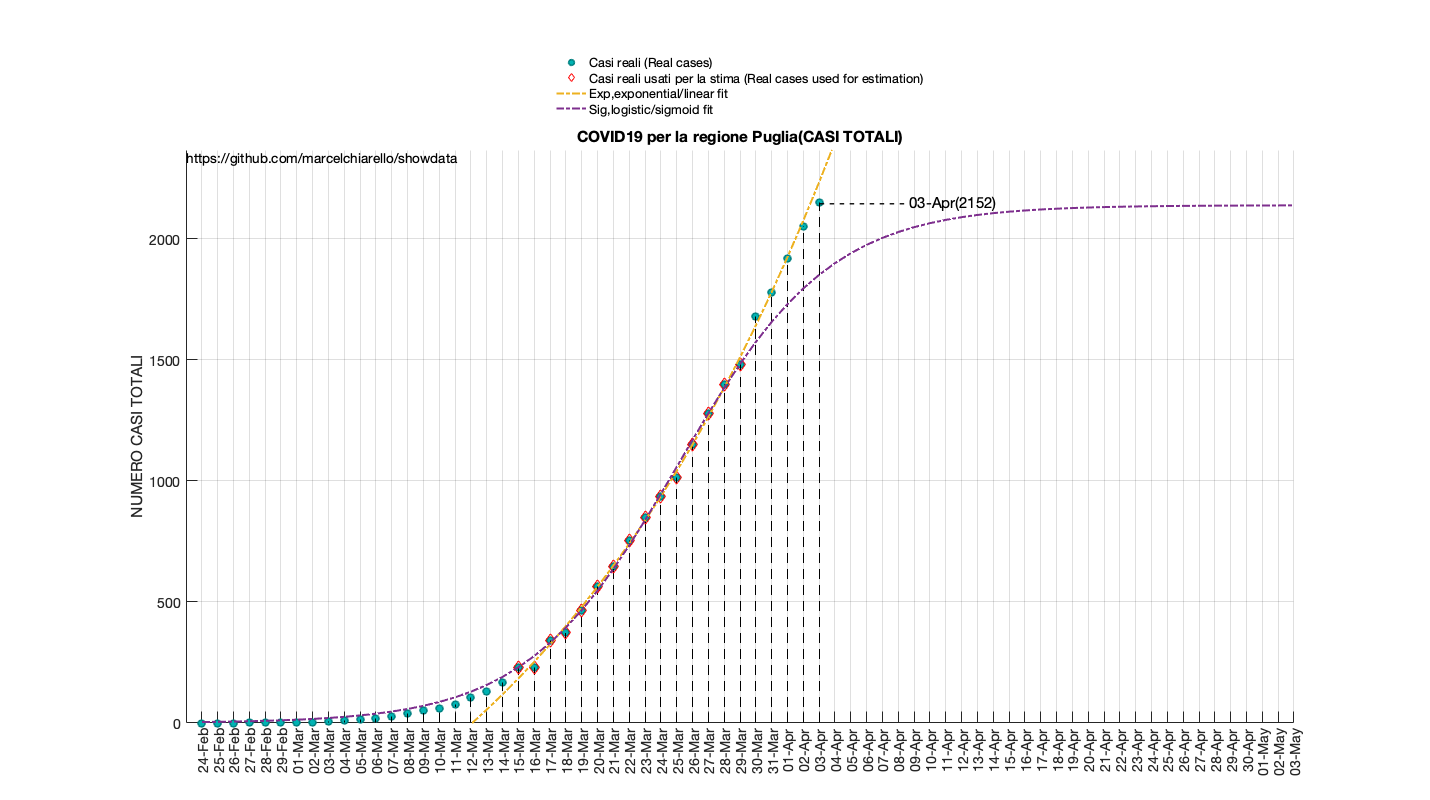 Casi reali (Real cases)
Casi reali usati per la stima (Real cases used for estimation)
Exp,exponential/linear fit
Sig,logistic/sigmoid fit
COVID19 per la regione Puglia(CASI TOTALI)
https://github.com/marcelchiarello/showdata
03-Apr(2152)
NUMERO CASI TOTALI
2000
1500
1000
500
0
24-Feb
25-Feb
26-Feb
27-Feb
28-Feb
29-Feb
01-Mar
02-Mar
03-Mar
04-Mar
05-Mar
06-Mar
07-Mar
08-Mar
09-Mar
10-Mar
11-Mar
12-Mar
13-Mar
14-Mar
15-Mar
16-Mar
17-Mar
18-Mar
19-Mar
20-Mar
21-Mar
22-Mar
23-Mar
24-Mar
25-Mar
26-Mar
27-Mar
28-Mar
29-Mar
30-Mar
31-Mar
01-Apr
02-Apr
03-Apr
04-Apr
05-Apr
06-Apr
07-Apr
08-Apr
09-Apr
10-Apr
11-Apr
12-Apr
13-Apr
14-Apr
15-Apr
16-Apr
17-Apr
18-Apr
19-Apr
20-Apr
21-Apr
22-Apr
23-Apr
24-Apr
25-Apr
26-Apr
27-Apr
28-Apr
29-Apr
30-Apr
01-May
02-May
03-May